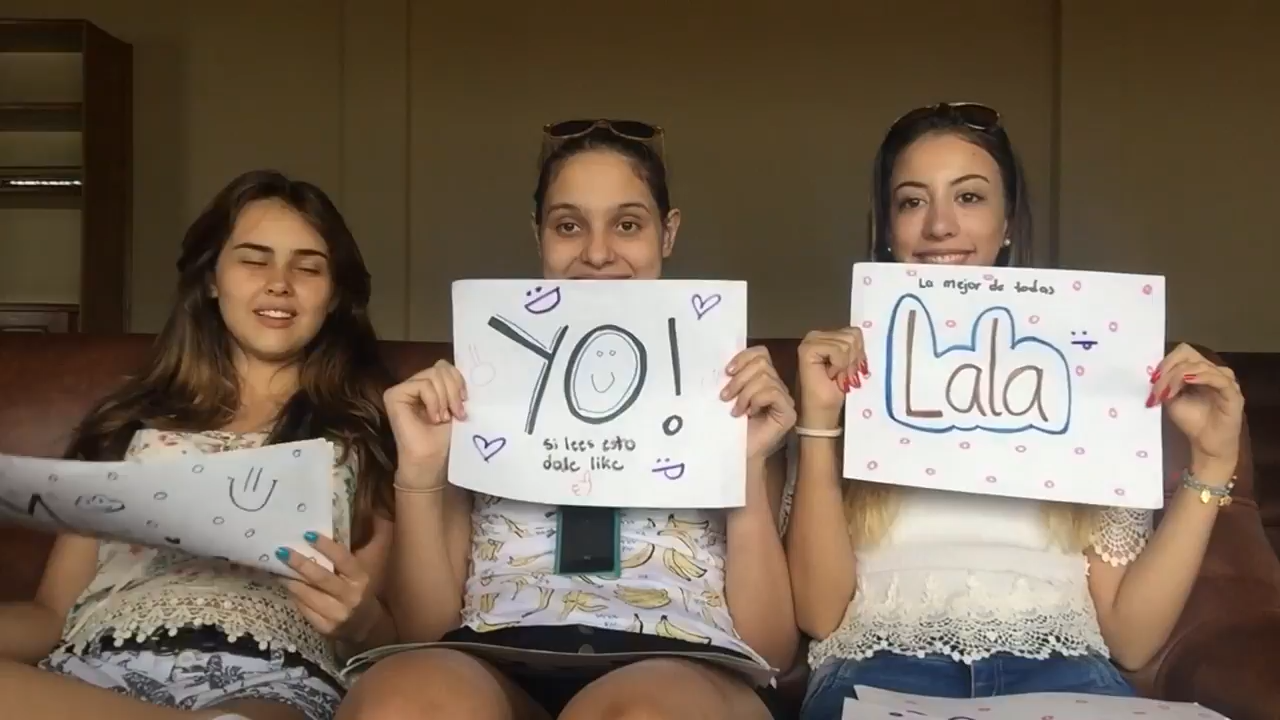 YO!
si lees esto
dale like
La mejor de todas
Lala